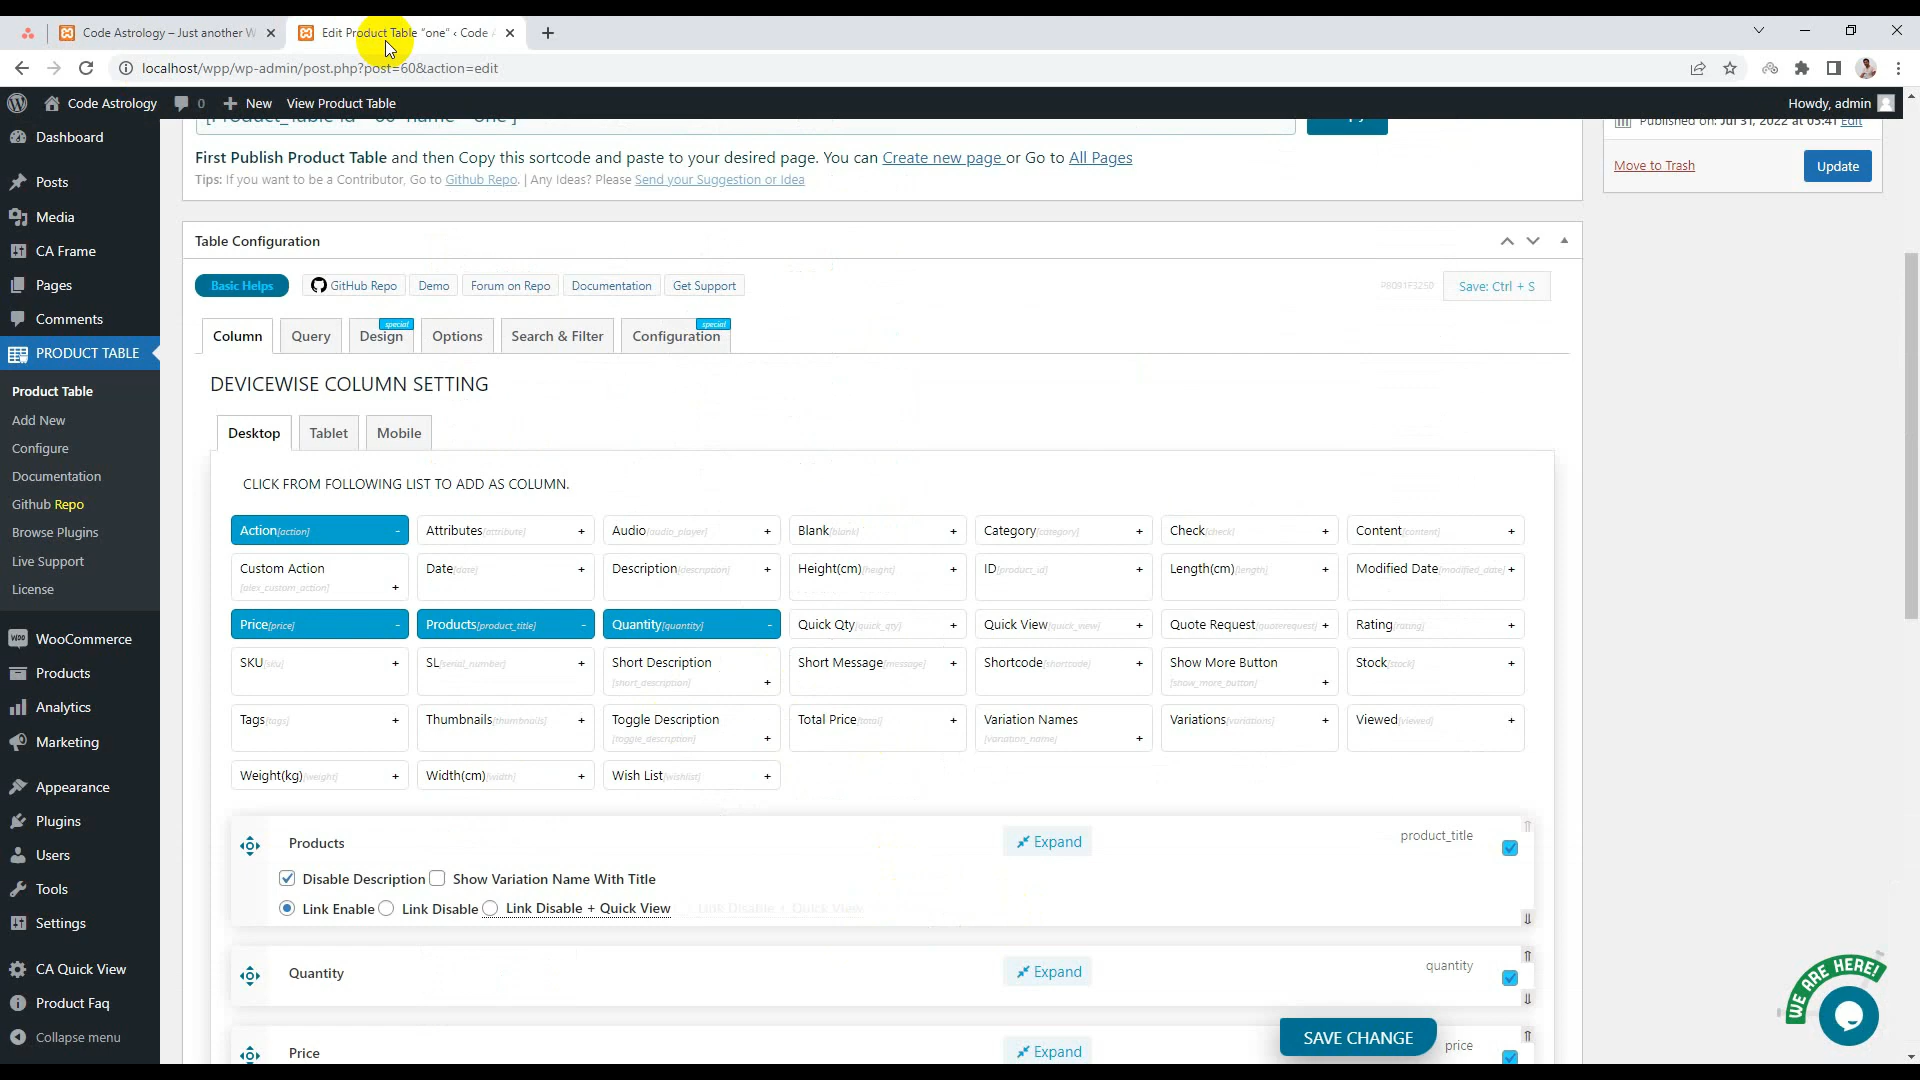 Code Astrology – Just another W
Edit Product Table “one” ‹ Code A
localhost/wpp/wp-admin/post.php?post=60&action=edit
Code Astrology 0 New View Product Table
Howdy, admin
Dashboard
Posts
Media
CA Frame
Pages
Comments
PRODUCT TABLE
Product Table
Add New
Configure
Documentation
Github Repo
Browse Plugins
Live Support
License
WooCommerce
Products
Analytics
Marketing
Appearance
Plugins
Users
Tools
Settings
CA Quick View
Product Faq
Collapse menu
First Publish Product Table and then Copy this sortcode and paste to your desired page. You can Create new page or Go to All Pages
Tips: If you want to be a Contributor, Go to Github Repo. | Any Ideas? Please Send your Suggestion or Idea
Published on: Jul 31, 2022 at 05:41 Edit
Move to Trash
Update
Table Configuration
Basic Helps GitHub Repo Demo Forum on Repo Documentation Get Support
Save: Ctrl + S
special special
Column Query Design Options Search & Filter Configuration
DEVICEWISE COLUMN SETTING
Desktop Tablet Mobile
CLICK FROM FOLLOWING LIST TO ADD AS COLUMN.
Action[action] - Attributes[attribute] + Audio[audio_player] + Blank[blank] + Category[category] + Check[check] + Content[content] +
Custom Action Date[date] + Description[description] + Height(cm)[height] + ID[product_id] + Length(cm)[length] + Modified Date[modified_date] +
[alex_custom_action] +
Price[price] - Products[product_title] - Quantity[quantity] - Quick Qty[quick_qty] + Quick View[quick_view] + Quote Request[quoterequest] + Rating[rating] +
SKU[sku] + SL[serial_number] + Short Description Short Message[message] + Shortcode[shortcode] + Show More Button Stock[stock] +
[short_description] + [show_more_button] +
Tags[tags] + Thumbnails[thumbnails] + Toggle Description Total Price[total] + Variation Names Variations[variations] + Viewed[viewed] +
[toggle_description] + [variation_name] +
Weight(kg)[weight] + Width(cm)[width] + Wish List[wishlist] +
Products Expand product_title
Disable Description Show Variation Name With Title
Link Enable Link Disable Link Disable + Quick View Link Disable + Quick View
Quantity Expand quantity
Price Expand price
SAVE CHANGE
WE ARE HERE!